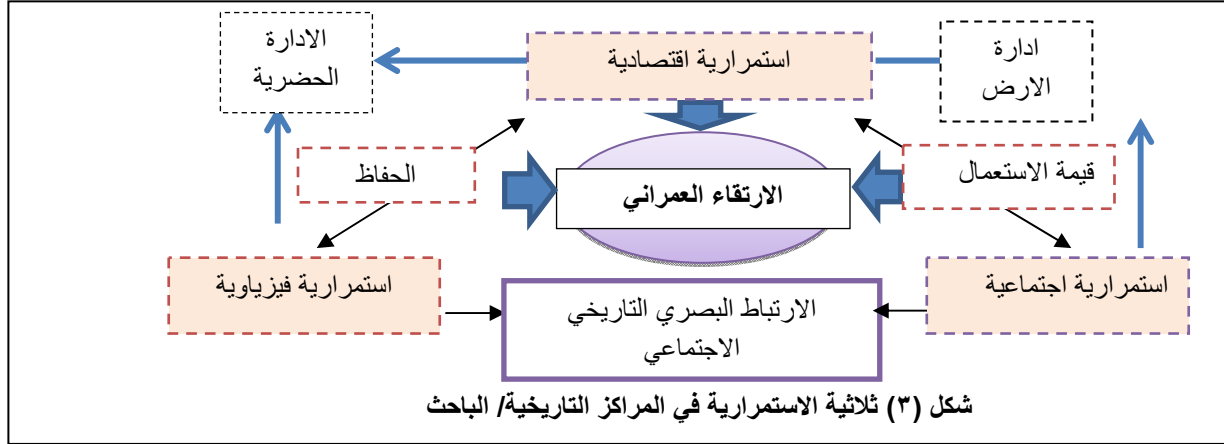 ادارة
الارض
استمرارية اقتصادية
الادارة
الحضرية
قيمة الاستعمال
الحفاظ
الارتقاء العمراني
استمرارية اجتماعية
استمرارية فيزياوية
الارتباط البصري التاريخي
الاجتماعي
شكل (٣) ثلاثية الاستمرارية في المراكز التاريخية/ الباحث